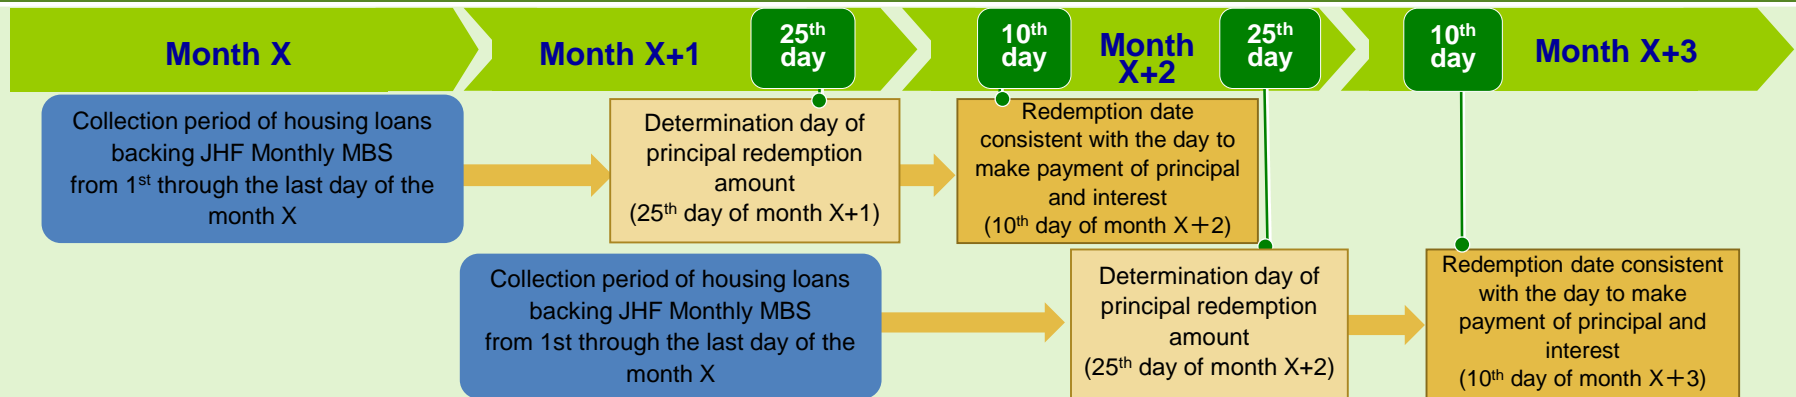 Month X
Month X+1
25th
day
10th
day
Month
X+2
25th
day
10th
day
Month X+3
Collection period of housing loans
backing JHF Monthly MBS
from 1st through the last day of the
month X
Determination day of
principal redemption
amount
(25th day of month X+1)
Redemption date
consistent with the day to
make payment of principal
and interest
(10th day of month X＋2)
Collection period of housing loans
backing JHF Monthly MBS
from 1st through the last day of the
month X
Determination day of
principal redemption
amount
(25th day of month X+2)
Redemption date consistent
with the day to make
payment of principal and
interest
(10th day of month X＋3)